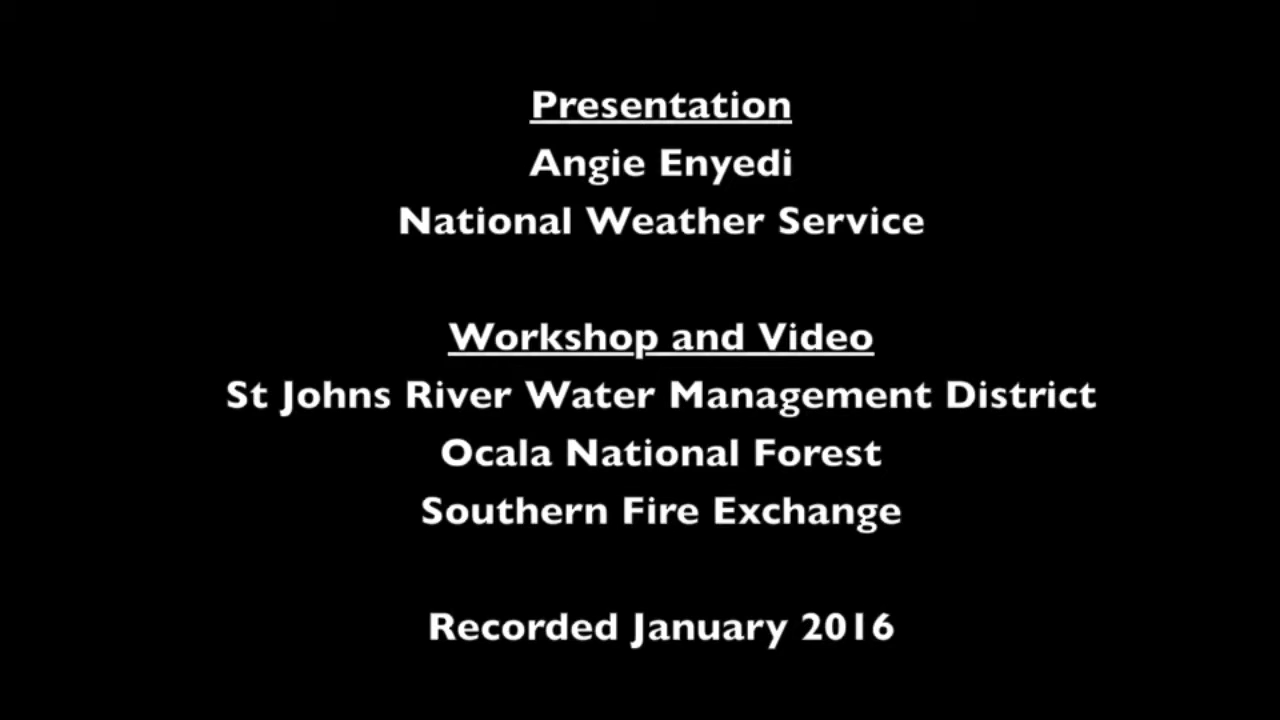 Presentation
Angie Enyedi
National Weather Service
Workshop and Video
St Johns River Water Management District
Ocala National Forest
Southern Fire Exchange
Recorded January 2016